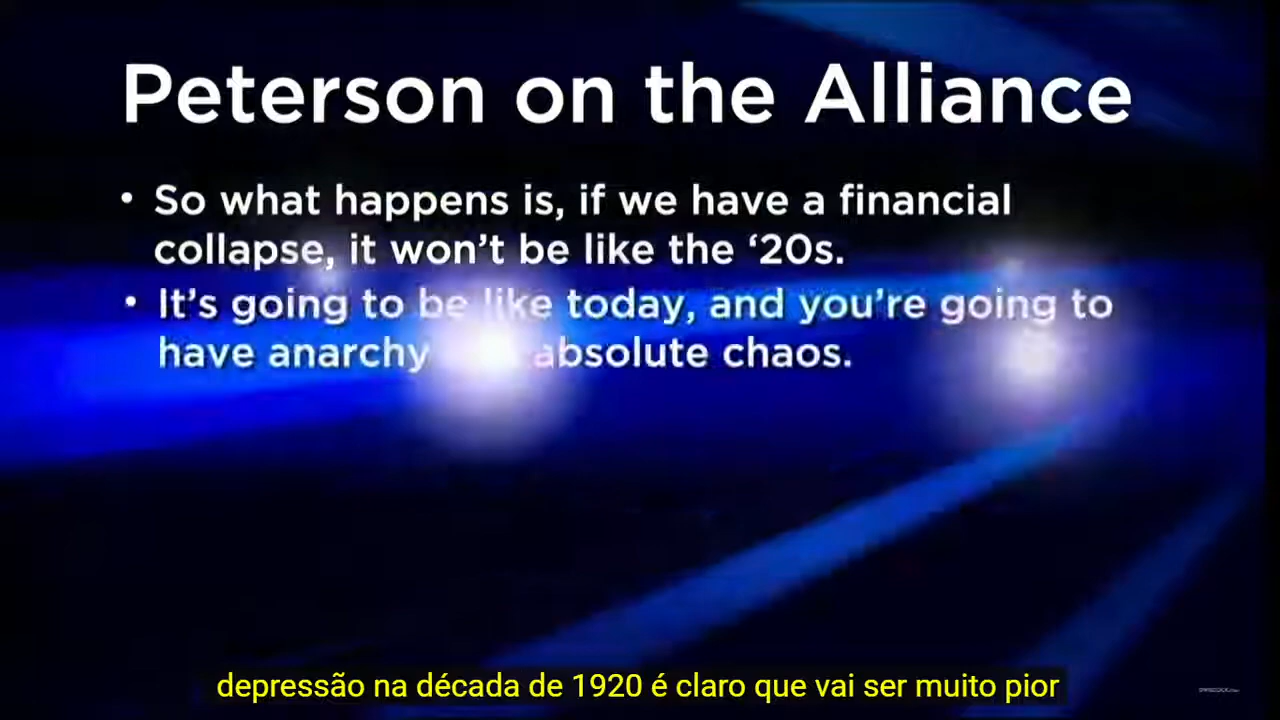 Peterson on the Alliance
• So what happens is, if we have a financial
collapse, it won't be like the ‘20s.
• It’s going to be like today, and you’re going to
have anarchy absolute chaos.
depressão na década de 1920 é claro que vai ser muito pior